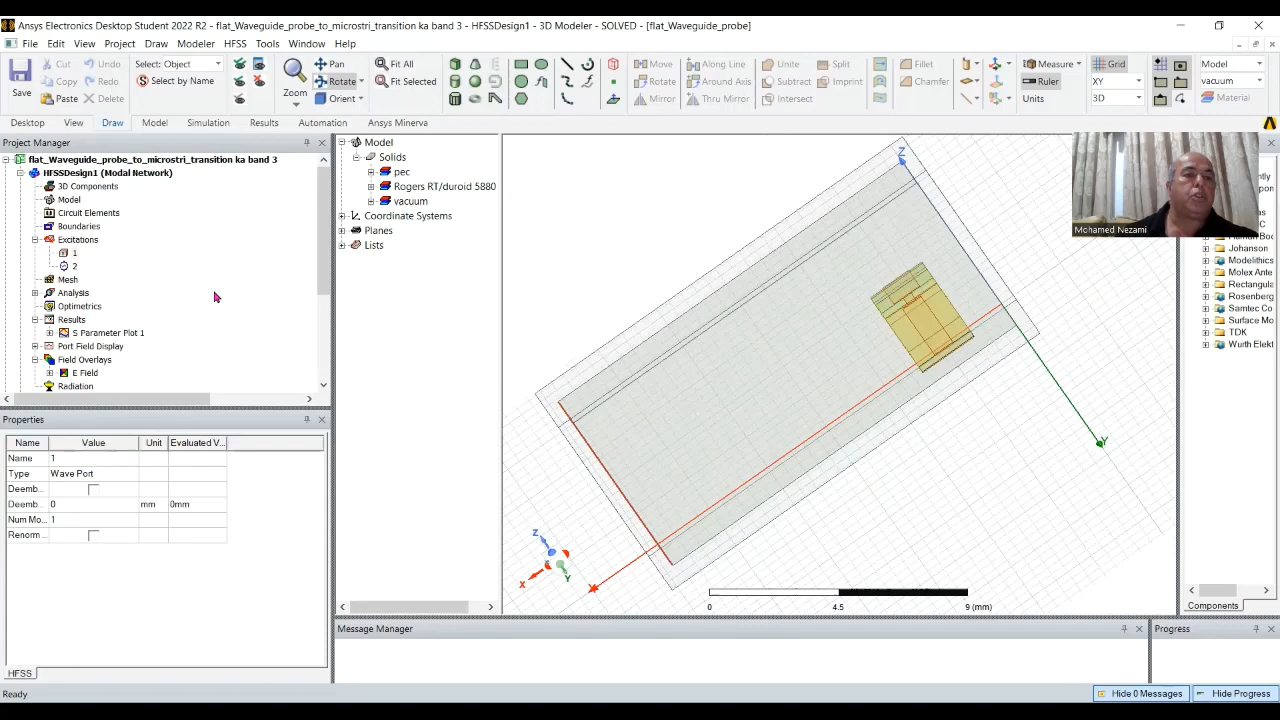 Ansys Electronics Desktop Student 2022 R2 - flat_Waveguide_probe_to_microstri_transition ka band 3 - HFSSDesign1 - 3D Modeler - SOLVED - [flat_Waveguide_probe]
File Edit View Project Draw Modeler HFSS Tools Window Help
Save
Cut Undo
Copy Redo
Paste Delete
Select: Object
Select by Name
Zoom
Pan Fit All
Rotate Fit Selected
Orient
Move Along Line
Rotate Around Axis
Mirror Thru Mirror
Unite Split
Subtract Imprint
Intersect
Fillet
Chamfer
Measure Grid
Ruler XY
Units 3D
Model
vacuum
Material
Desktop View Draw Model Simulation Results Automation Ansys Minerva
Project Manager
flat_Waveguide_probe_to_microstri_transition ka band 3
HFSSDesign1 (Modal Network)
3D Components
Model
Circuit Elements
Boundaries
Excitations
1
2
Mesh
Analysis
Optimetrics
Results
S Parameter Plot 1
Port Field Display
Field Overlays
E Field
Radiation
Model
Solids
pec
Rogers RT/duroid 5880
vacuum
Coordinate Systems
Planes
Lists
Z
Y
X
Z
X
Y
0 4.5 9 (mm)
Mohamed Nezami
Johanson
Modelithics
Molex Ante
Rectangula
Rosenberg
Samtec Co
Surface Mo
TDK
Wurth Elekt
Components
Properties
Name Value Unit Evaluated V...
Name 1
Type Wave Port
Deemb...
Deemb... 0 mm 0mm
Num Mo... 1
Renorm...
HFSS
Message Manager
Progress
Ready
Hide 0 Messages Hide Progress